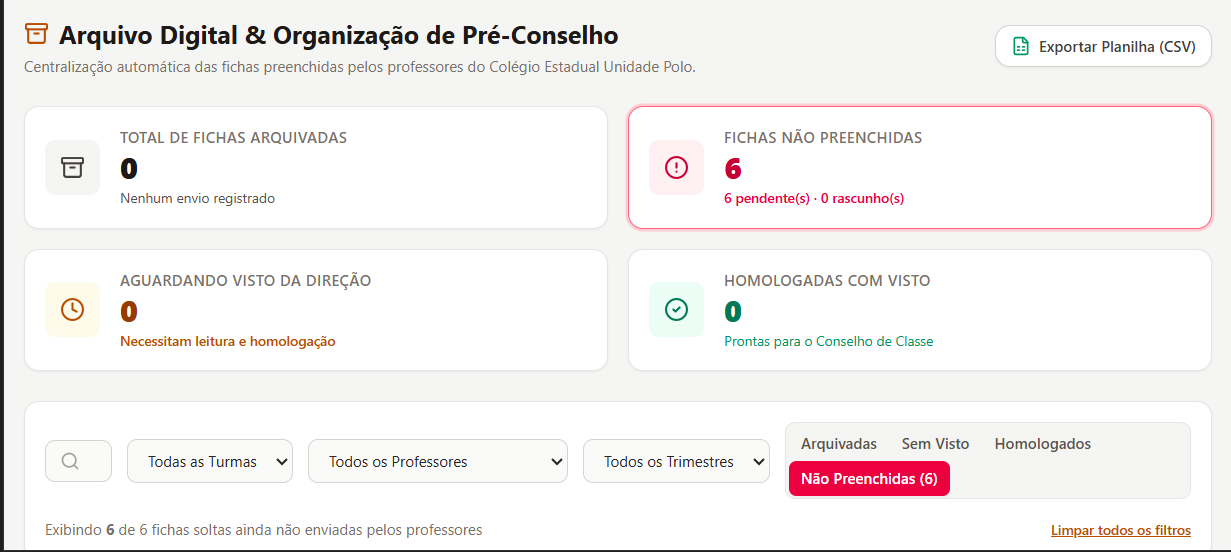 Arquivo Digital & Organização de Pré-Conselho
Centralização automática das fichas preenchidas pelos professores do Colégio Estadual Unidade Polo.
Exportar Planilha (CSV)
TOTAL DE FICHAS ARQUIVADAS
0
Nenhum envio registrado
FICHAS NÃO PREENCHIDAS
6
6 pendente(s) · 0 rascunho(s)
AGUARDANDO VISTO DA DIREÇÃO
0
Necessitam leitura e homologação
HOMOLOGADAS COM VISTO
0
Prontas para o Conselho de Classe
Todas as Turmas
Todos os Professores
Todos os Trimestres
Arquivadas
Sem Visto
Homologados
Não Preenchidas (6)
Exibindo 6 de 6 fichas soltas ainda não enviadas pelos professores
Limpar todos os filtros